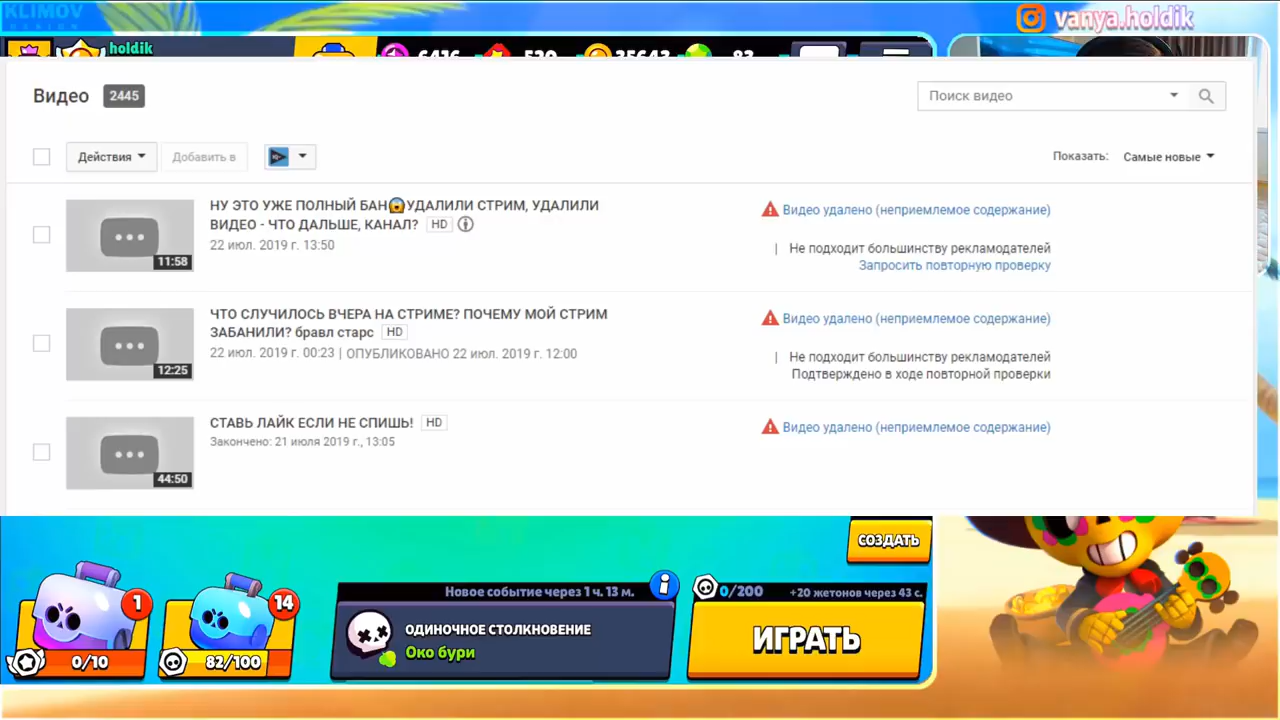 KLIMOV
DESIGN
vanya.holdik
holdik
6416
520
35643
83
Видео 2445
Поиск видео
Действия
Добавить в
Показать: Самые новые
НУ ЭТО УЖЕ ПОЛНЫЙ БАН😱УДАЛИЛИ СТРИМ, УДАЛИЛИ
ВИДЕО - ЧТО ДАЛЬШЕ, КАНАЛ? HD
22 июл. 2019 г. 13:50
11:58
Видео удалено (неприемлемое содержание)
| Не подходит большинству рекламодателей
Запросить повторную проверку
ЧТО СЛУЧИЛОСЬ ВЧЕРА НА СТРИМЕ? ПОЧЕМУ МОЙ СТРИМ
ЗАБАНИЛИ? бравл старс HD
22 июл. 2019 г. 00:23 | ОПУБЛИКОВАНО 22 июл. 2019 г. 12:00
12:25
Видео удалено (неприемлемое содержание)
| Не подходит большинству рекламодателей
Подтверждено в ходе повторной проверки
СТАВЬ ЛАЙК ЕСЛИ НЕ СПИШЬ! HD
Закончено: 21 июля 2019 г., 13:05
44:50
Видео удалено (неприемлемое содержание)
СОЗДАТЬ
1
0/10
14
82/100
Новое событие через 1 ч. 13 м.
i
ОДИНОЧНОЕ СТОЛКНОВЕНИЕ
Око бури
0/200
+20 жетонов через 43 с.
ИГРАТЬ